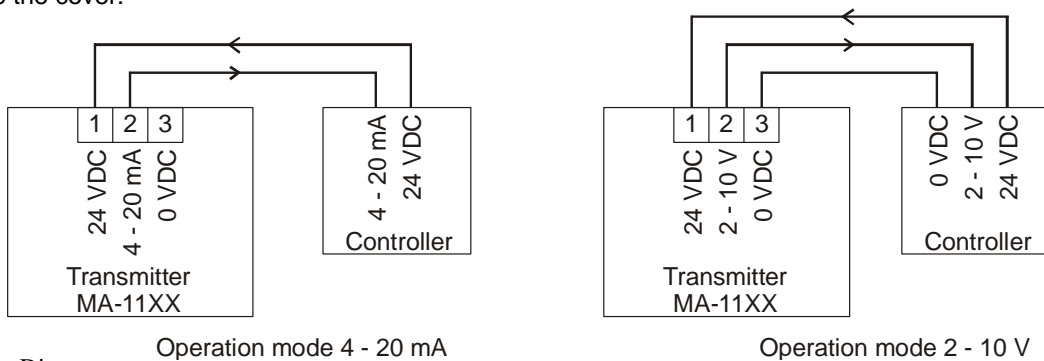 the cover.
1 2 3
24 VDC
4 - 20 mA
0 VDC
Transmitter
MA-11XX
4 - 20 mA
24 VDC
Controller
Operation mode 4 - 20 mA
1 2 3
24 VDC
2 - 10 V
0 VDC
Transmitter
MA-11XX
0 VDC
2 - 10 V
24 VDC
Controller
Operation mode 2 - 10 V